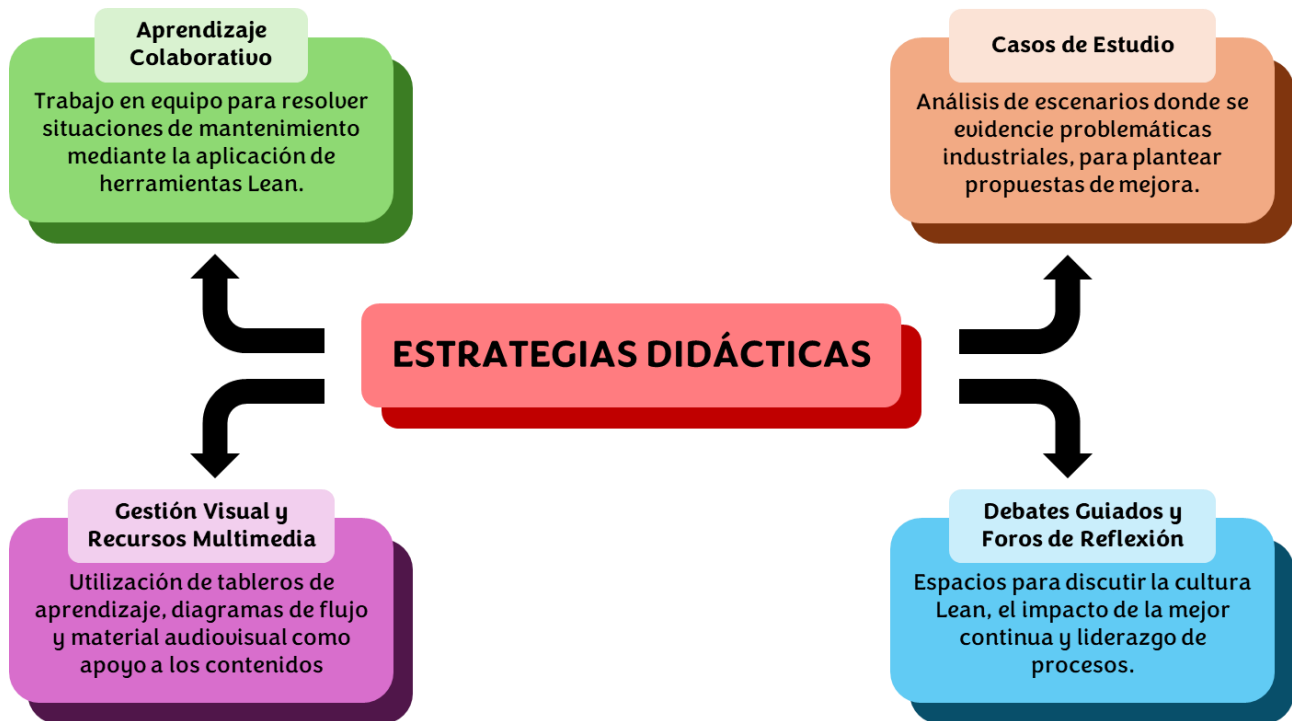 Aprendizaje
Colaborativo
Trabajo en equipo para resolver
situaciones de mantenimiento
mediante la aplicación de
herramientas Lean.
Casos de Estudio
Análisis de escenarios donde se
evidencie problemáticas
industriales, para plantear
propuestas de mejora.
ESTRATEGIAS DIDÁCTICAS
Gestión Visual y
Recursos Multimedia
Utilización de tableros de
aprendizaje, diagramas de flujo
y material audiovisual como
apoyo a los contenidos
Debates Guiados y
Foros de Reflexión
Espacios para discutir la cultura
Lean, el impacto de la mejor
continua y liderazgo de
procesos.